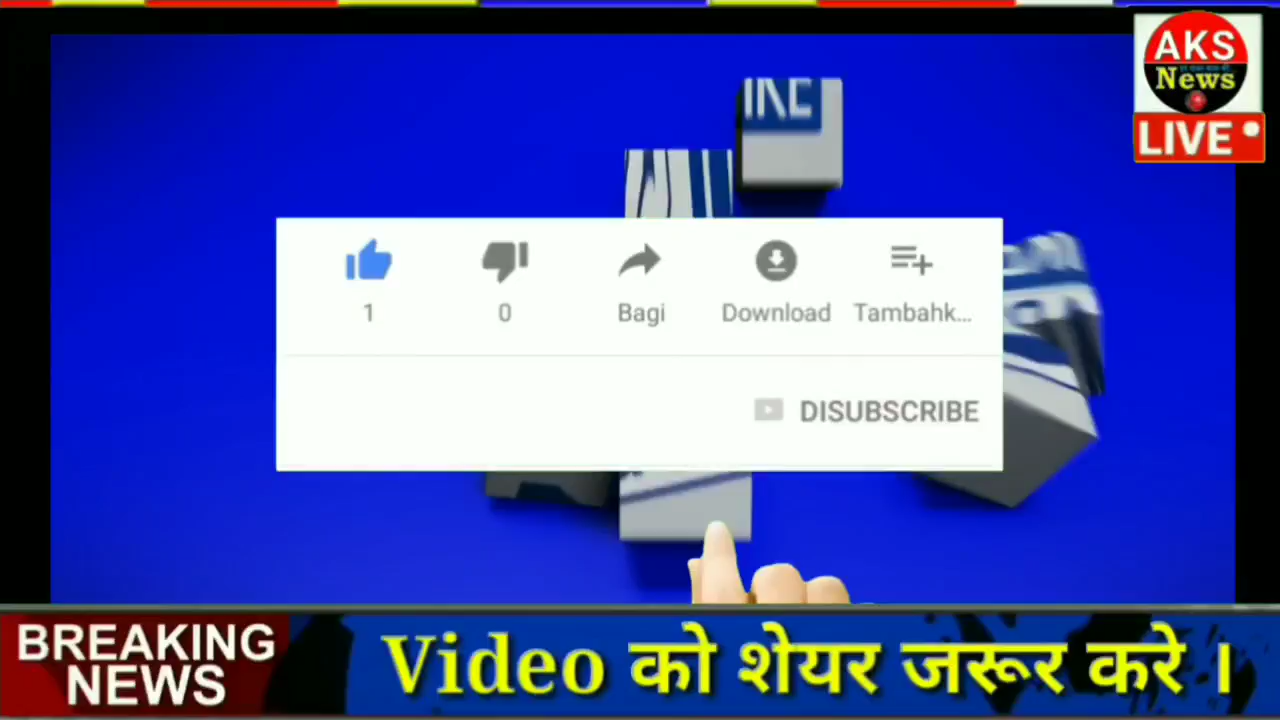 AKS
News
LIVE
1
0
Bagi
Download
Tambahk...
DISUBSCRIBE
BREAKING
NEWS
Video को शेयर जरूर करे ।